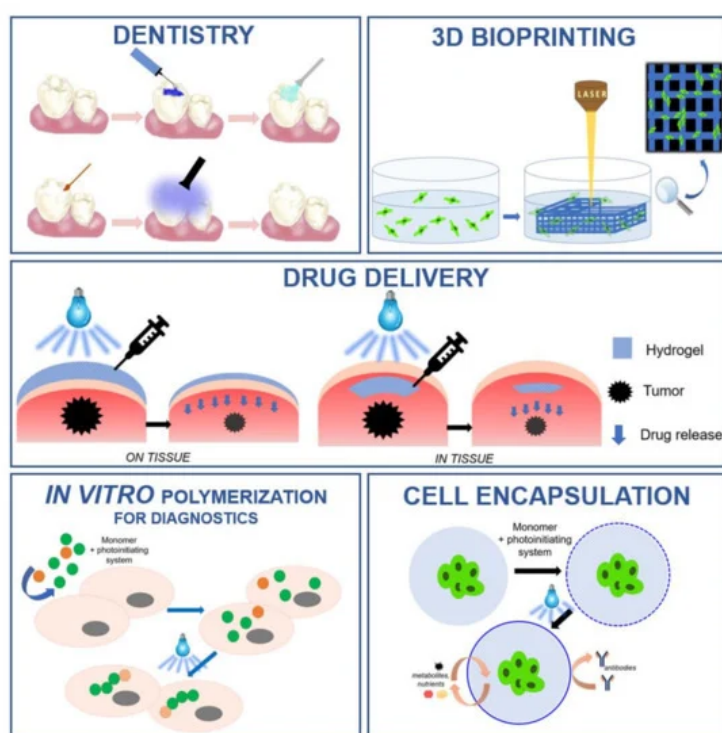 DENTISTRY
3D BIOPRINTING
LASER
DRUG DELIVERY
Hydrogel
Tumor
Drug release
ON TISSUE
IN TISSUE
IN VITRO POLYMERIZATION
FOR DIAGNOSTICS
Monomer
+ photoinitiating
system
CELL ENCAPSULATION
Monomer
+ photoinitiating
system
metabolites,
nutrients
antibodies